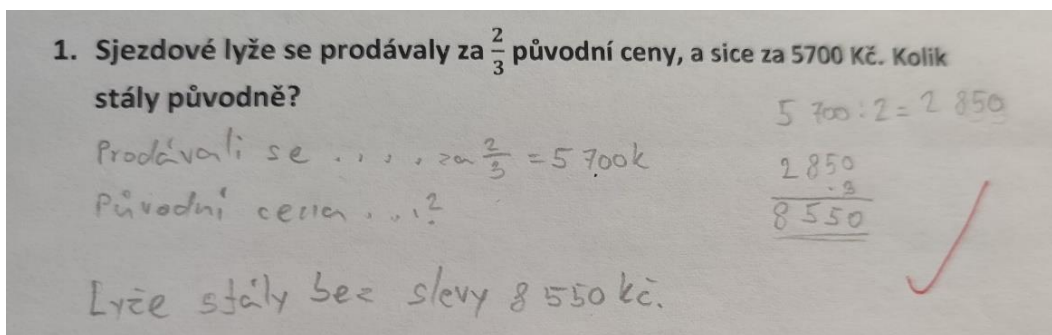 1. Sjezdové lyže se prodávaly za 2/3 původní ceny, a sice za 5700 Kč. Kolik
stály původně?
5 700 : 2 = 2 850
Prodávali se . . . . za 2/3 = 5 700k
2 850
. 3
8 550
Původní cena . . . ?
Lyže stály bez slevy 8 550 kč.